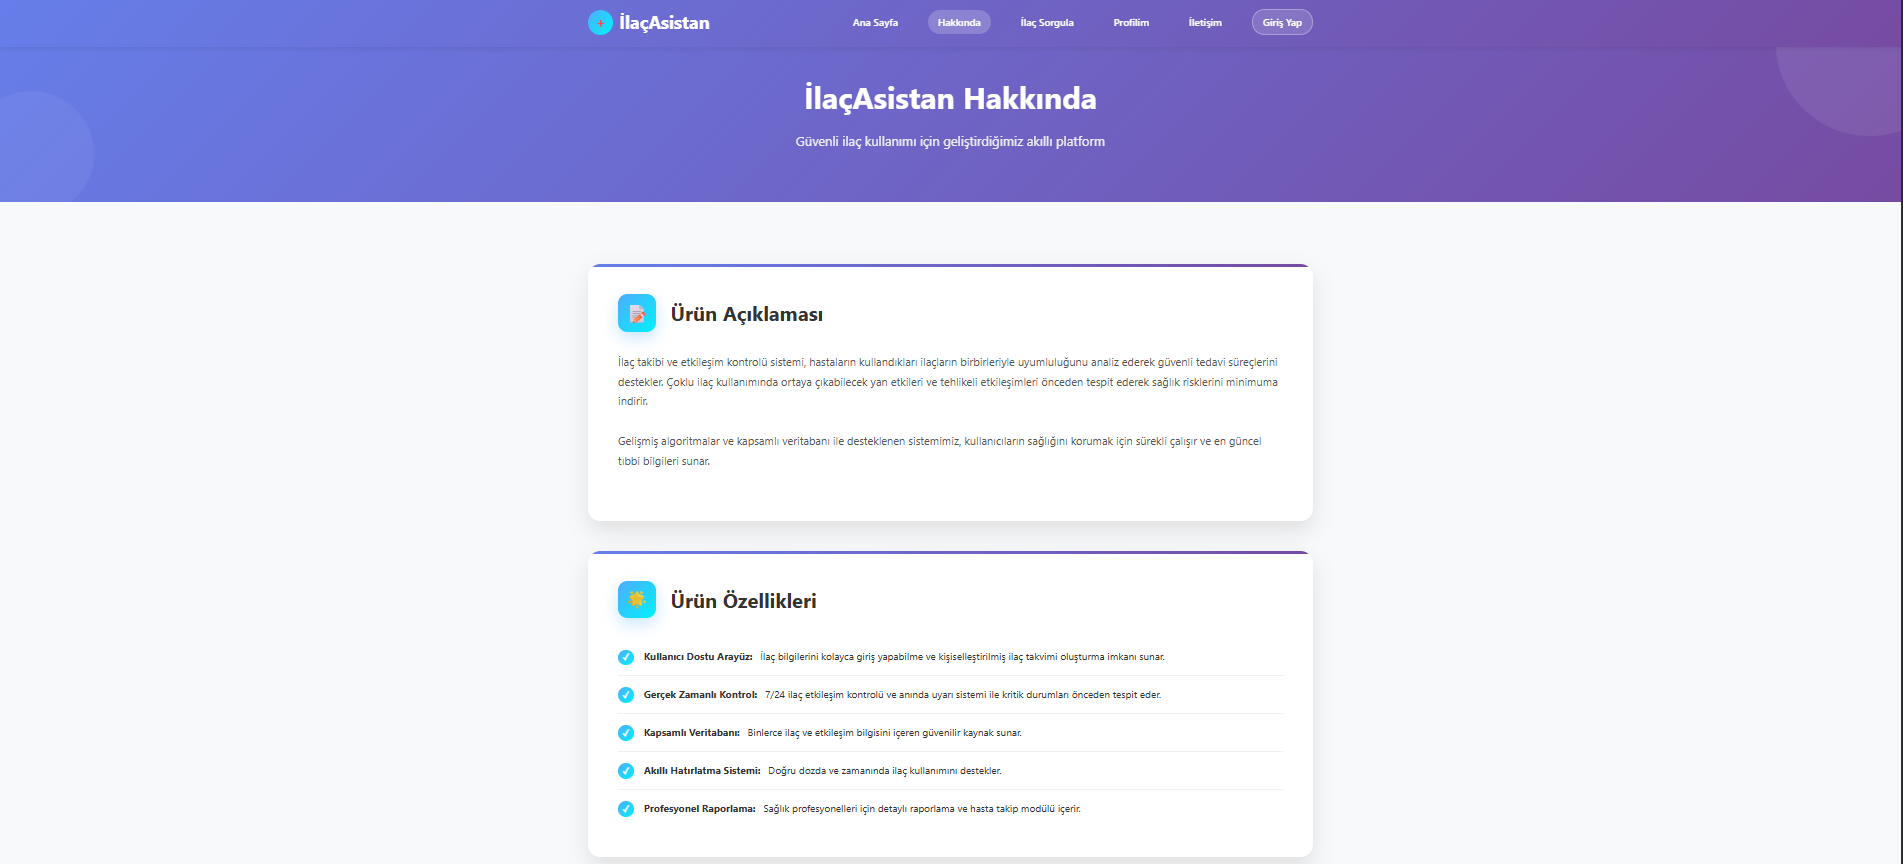 İlaçAsistan
Ana Sayfa
Hakkında
İlaç Sorgula
Profilim
İletişim
Giriş Yap
İlaçAsistan Hakkında
Güvenli ilaç kullanımı için geliştirdiğimiz akıllı platform
Ürün Açıklaması
İlaç takibi ve etkileşim kontrolü sistemi, hastaların kullandıkları ilaçların birbirleriyle uyumluluğunu analiz ederek güvenli tedavi süreçlerini
destekler. Çoklu ilaç kullanımında ortaya çıkabilecek yan etkileri ve tehlikeli etkileşimleri önceden tespit ederek sağlık risklerini minimuma
indirir.
Gelişmiş algoritmalar ve kapsamlı veritabanı ile desteklenen sistemimiz, kullanıcıların sağlığını korumak için sürekli çalışır ve en güncel
tıbbi bilgileri sunar.
Ürün Özellikleri
Kullanıcı Dostu Arayüz: İlaç bilgilerini kolayca giriş yapabilme ve kişiselleştirilmiş ilaç takvimi oluşturma imkanı sunar.
Gerçek Zamanlı Kontrol: 7/24 ilaç etkileşim kontrolü ve anında uyarı sistemi ile kritik durumları önceden tespit eder.
Kapsamlı Veritabanı: Binlerce ilaç ve etkileşim bilgisini içeren güvenilir kaynak sunar.
Akıllı Hatırlatma Sistemi: Doğru dozda ve zamanında ilaç kullanımını destekler.
Profesyonel Raporlama: Sağlık profesyonelleri için detaylı raporlama ve hasta takip modülü içerir.